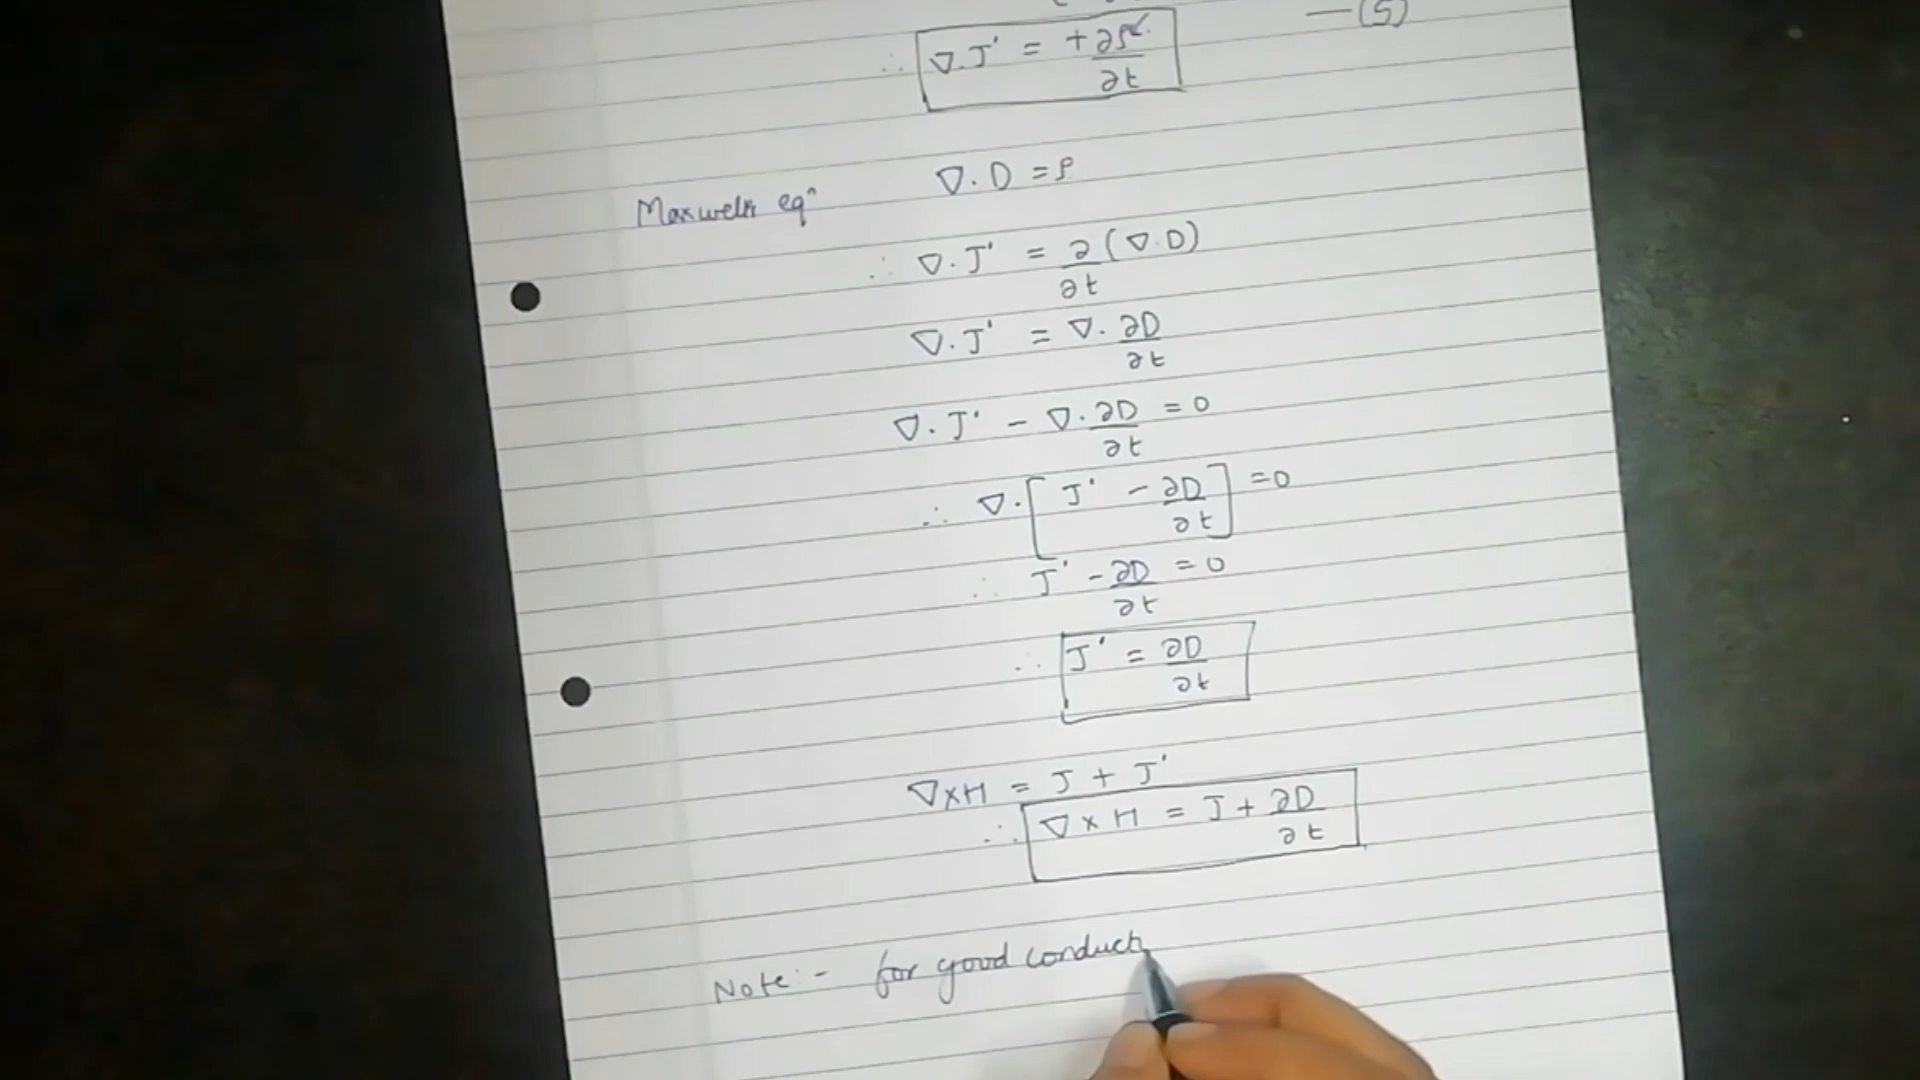 —(5)
∴ ∇.J' = +∂ρ/∂t
Maxwells eqⁿ ∇.D = ρ
∴ ∇.J' = ∂/∂t (∇.D)
∇.J' = ∇.∂D/∂t
∇.J' - ∇.∂D/∂t = 0
∴ ∇.[J' - ∂D/∂t] = 0
∴ J' - ∂D/∂t = 0
∴ J' = ∂D/∂t
∇×H = J + J'
∴ ∇×H = J + ∂D/∂t
Note:- for good conduct